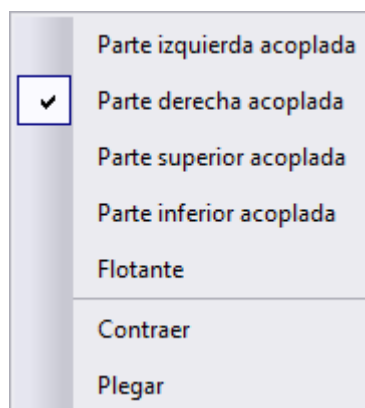 Parte izquierda acoplada
Parte derecha acoplada
Parte superior acoplada
Parte inferior acoplada
Flotante
Contraer
Plegar